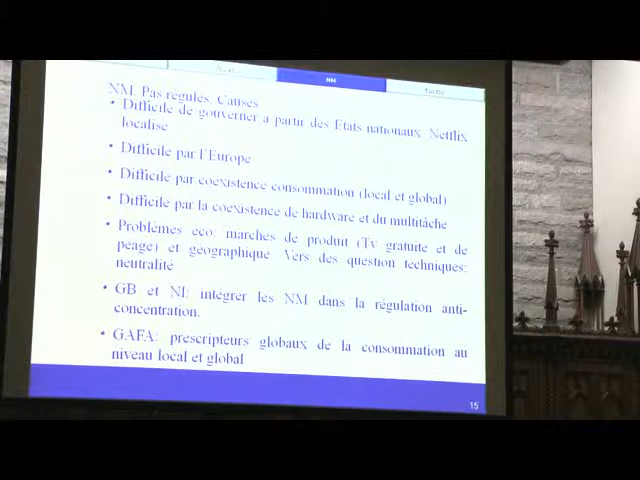 NM
NM. Pas régulés. Causes
• Difficile de gouverner à partir des Etats nationaux. Netflix
localise
• Difficile par l'Europe
• Difficile par coexistence consommation (local et global)
• Difficile par la coexistence de hardware et du multitâche
• Problèmes éco: marchés de produit (Tv gratuite et de
peage) et géographique. Vers des question techniques:
neutralité
• GB et NI: intégrer les NM dans la régulation anti-
concentration.
• GAFA: prescripteurs globaux de la consommation au
niveau local et global
15